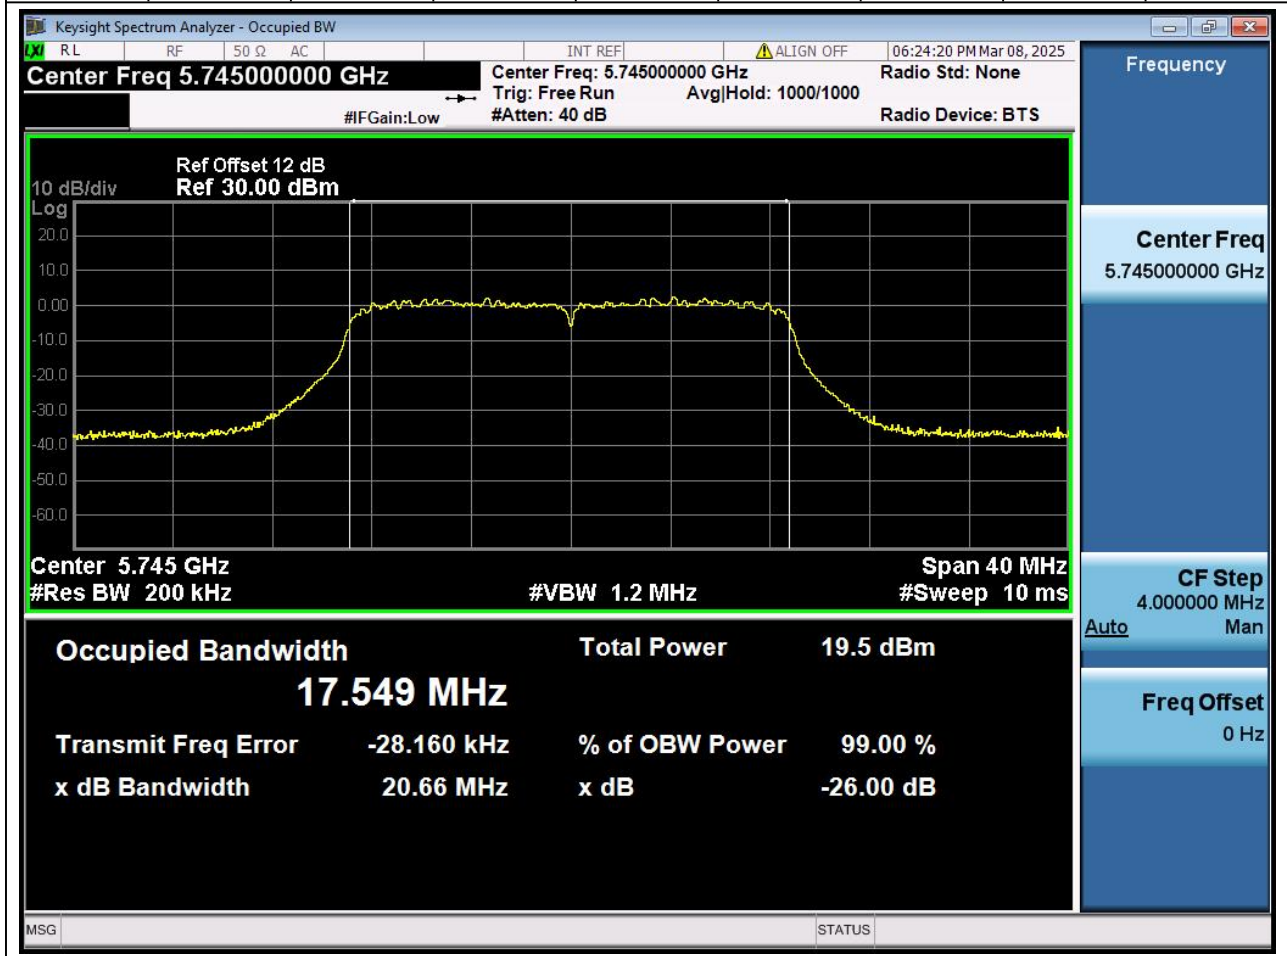 Keysight Spectrum Analyzer - Occupied BW
LXI RL RF 50 Ω AC INT REF ALIGN OFF 06:24:20 PM Mar 08, 2025
Center Freq 5.745000000 GHz
Center Freq: 5.745000000 GHz
Radio Std: None
Trig: Free Run Avg|Hold: 1000/1000
#IFGain:Low
#Atten: 40 dB
Radio Device: BTS
Ref Offset 12 dB
10 dB/div Ref 30.00 dBm
Log
20.0
10.0
0.00
-10.0
-20.0
-30.0
-40.0
-50.0
-60.0
Center 5.745 GHz Span 40 MHz
#Res BW 200 kHz #VBW 1.2 MHz #Sweep 10 ms
Occupied Bandwidth Total Power 19.5 dBm
17.549 MHz
Transmit Freq Error -28.160 kHz % of OBW Power 99.00 %
x dB Bandwidth 20.66 MHz x dB -26.00 dB
Frequency
Center Freq
5.745000000 GHz
CF Step
4.000000 MHz
Auto Man
Freq Offset
0 Hz
MSG STATUS